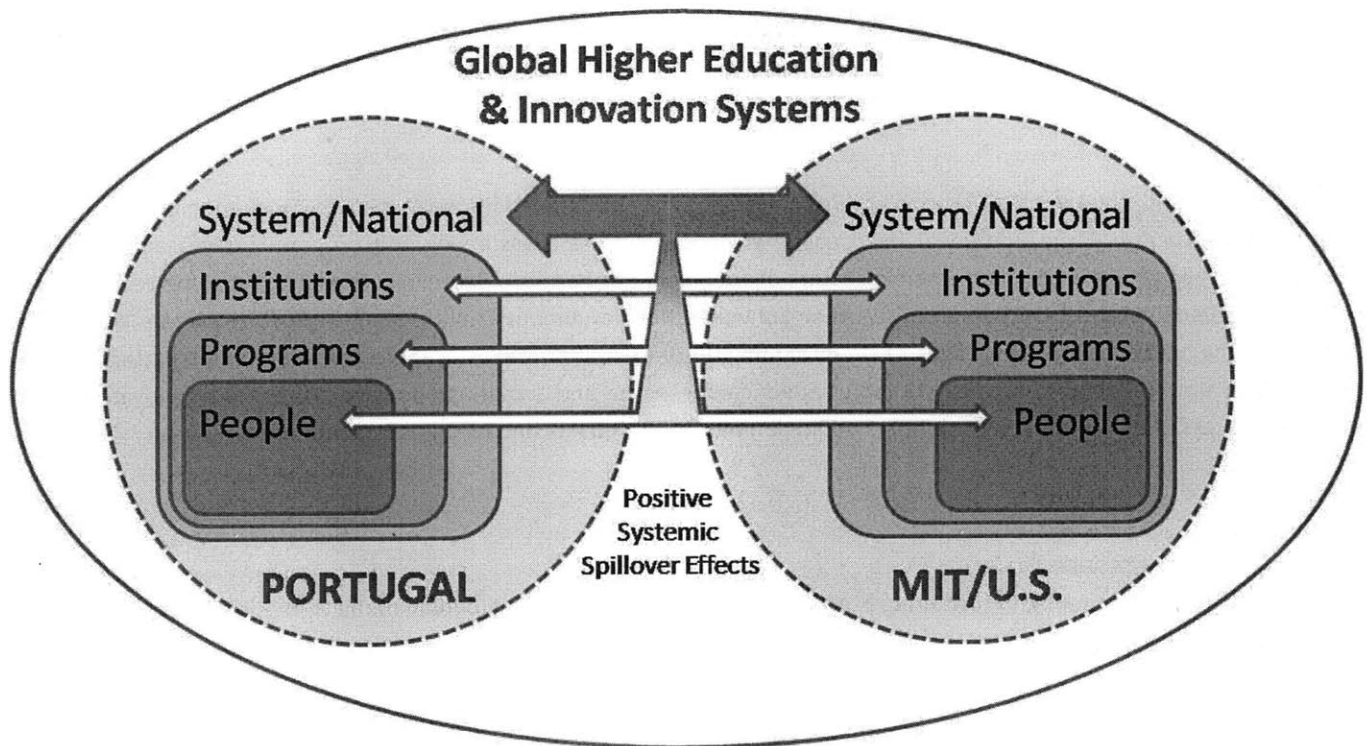 Global Higher Education
& Innovation Systems
System/National
System/National
Institutions
Institutions
Programs
Programs
People
People
Positive
Systemic
Spillover Effects
PORTUGAL
MIT/U.S.